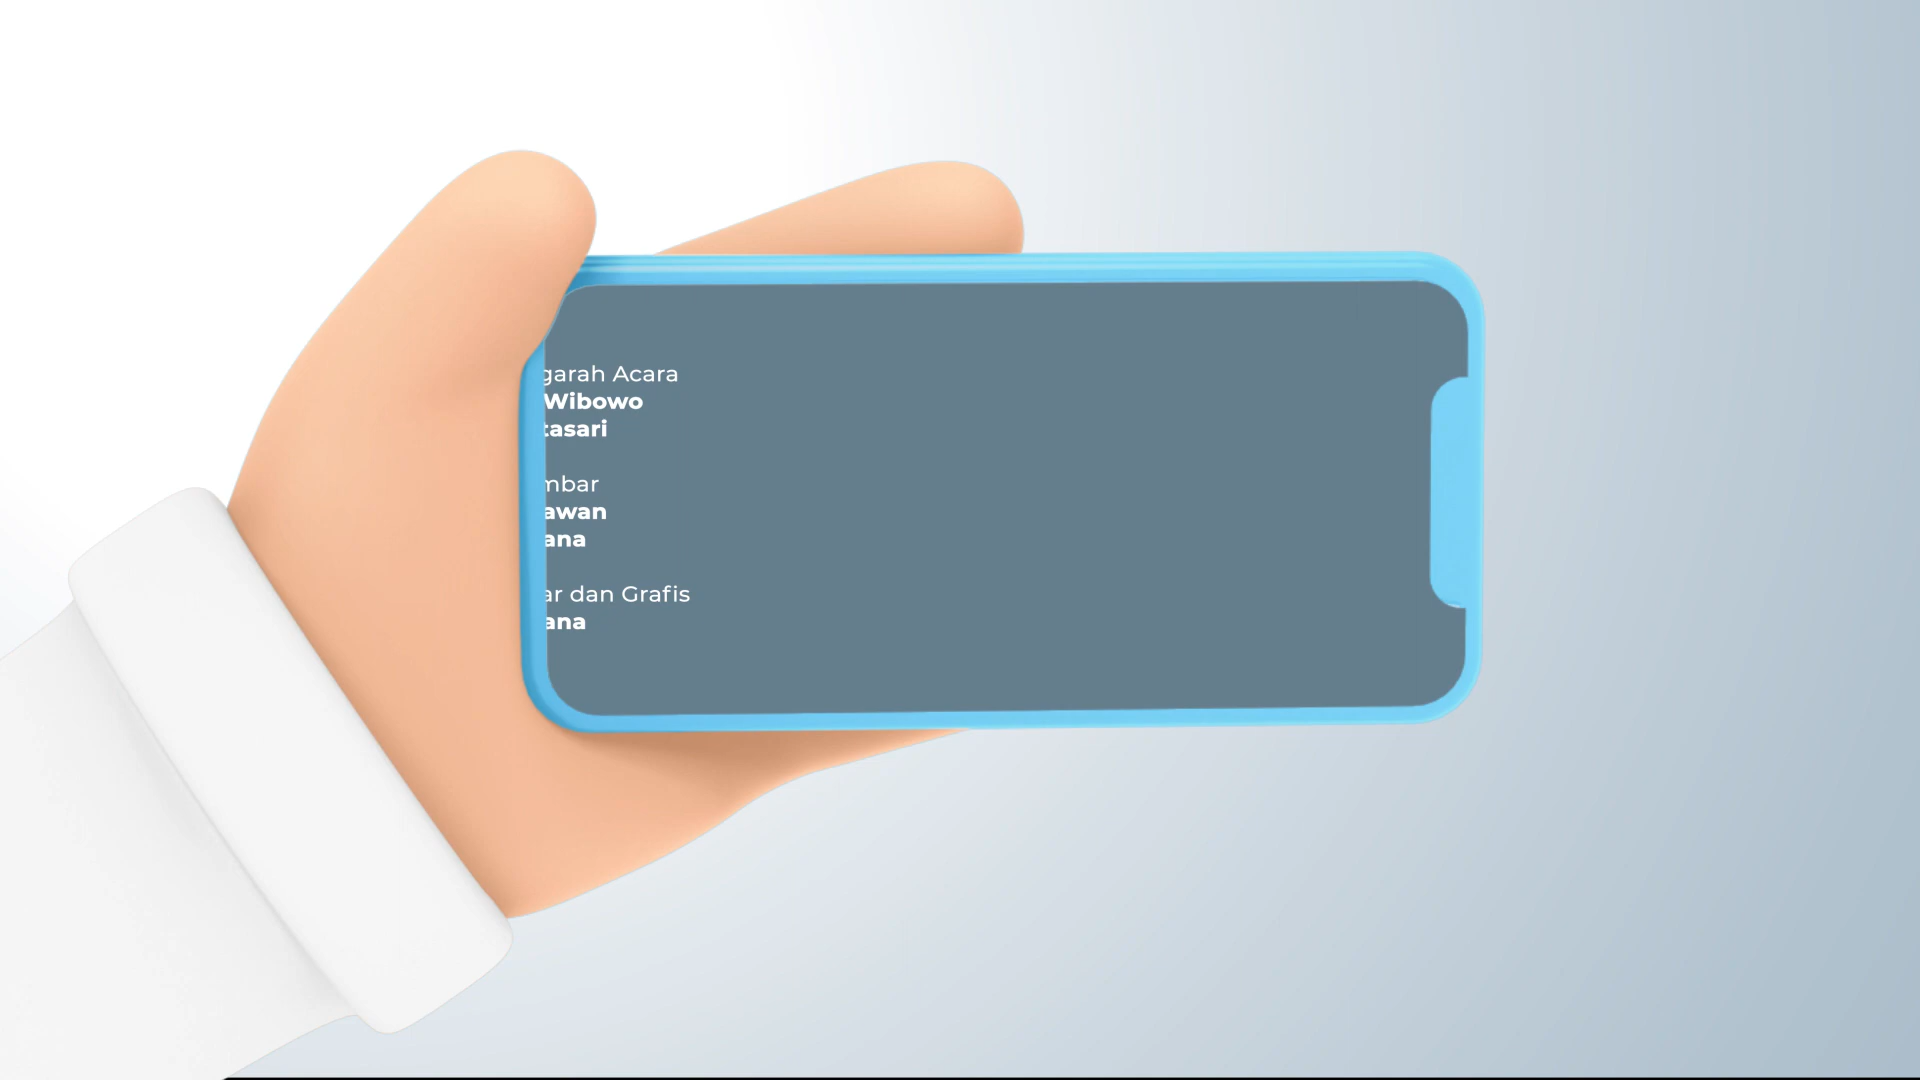 garah Acara
Wibowo
tasari
mbar
awan
ana
ar dan Grafis
ana